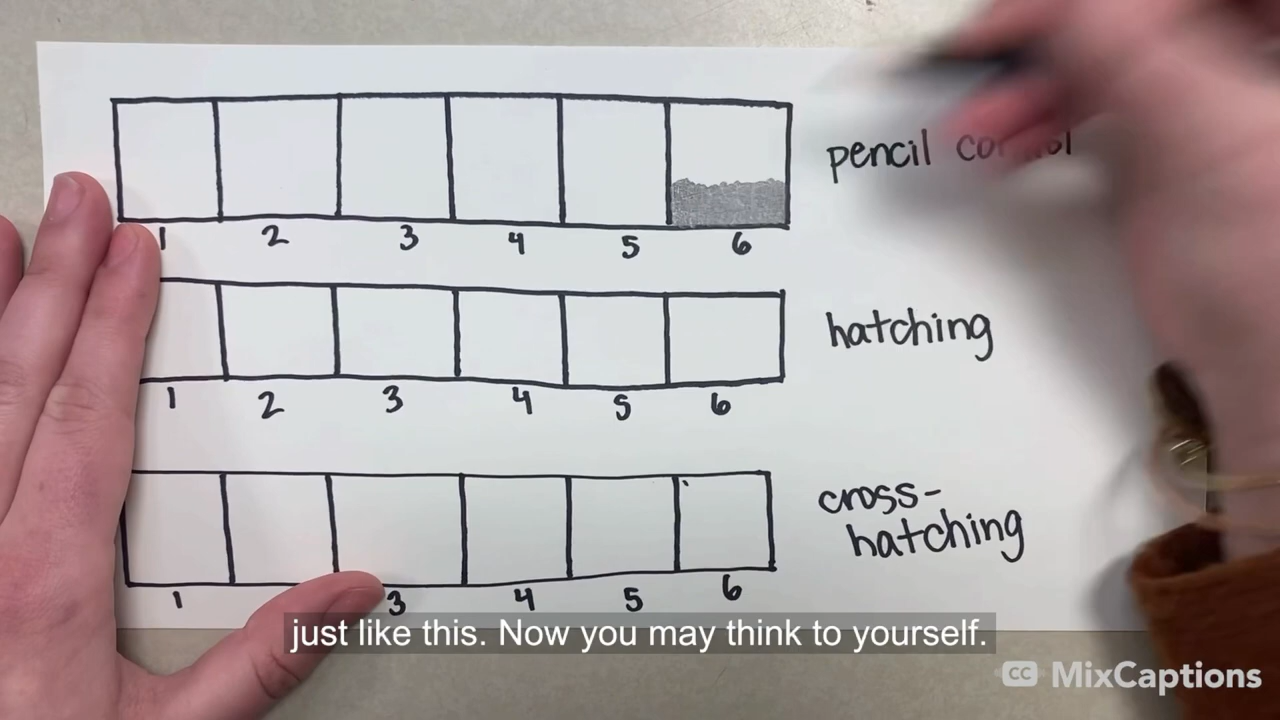 pencil
1 2 3 4 5 6
hatching
1 2 3 4 5 6
cross-
hatching
1 3 4 5 6
just like this. Now you may think to yourself.
CC MixCaptions